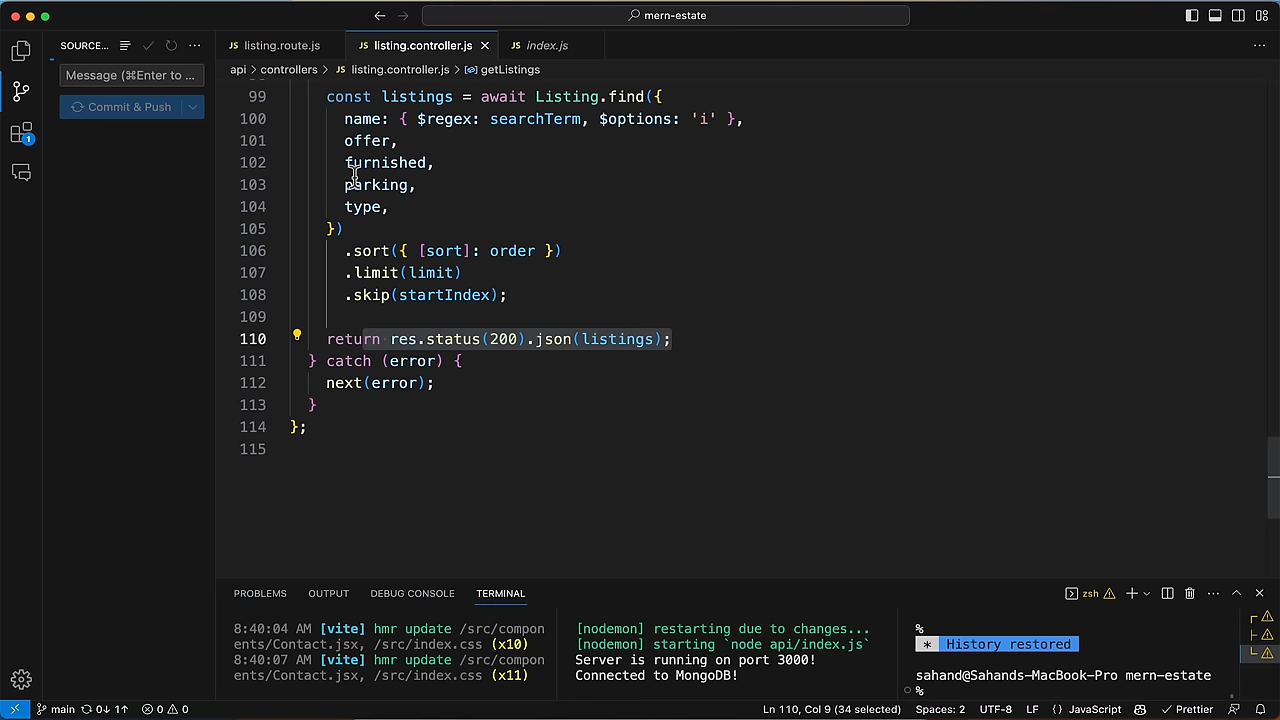 mern-estate
SOURCE...
JS listing.route.js
JS listing.controller.js
JS index.js
Message (⌘Enter to ...
Commit & Push
1
api > controllers > JS listing.controller.js > getListings
99 const listings = await Listing.find({
100 name: { $regex: searchTerm, $options: 'i' },
101 offer,
102 furnished,
103 parking,
104 type,
105 })
106 .sort({ [sort]: order })
107 .limit(limit)
108 .skip(startIndex);
109
110 return res.status(200).json(listings);
111 } catch (error) {
112 next(error);
113 }
114 };
115
PROBLEMS OUTPUT DEBUG CONSOLE TERMINAL
zsh
8:40:04 AM [vite] hmr update /src/compon
ents/Contact.jsx, /src/index.css (x10)
8:40:07 AM [vite] hmr update /src/compon
ents/Contact.jsx, /src/index.css (x11)
[nodemon] restarting due to changes...
[nodemon] starting `node api/index.js`
Server is running on port 3000!
Connected to MongoDB!
%
* History restored
sahand@Sahands-MacBook-Pro mern-estate
%
main 0↓ 1↑ 0 0
Ln 110, Col 9 (34 selected) Spaces: 2 UTF-8 LF {} JavaScript Prettier